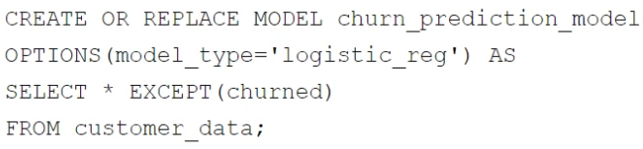 CREATE OR REPLACE MODEL churn_prediction_model
OPTIONS(model_type='logistic_reg') AS
SELECT * EXCEPT(churned)
FROM customer_data;